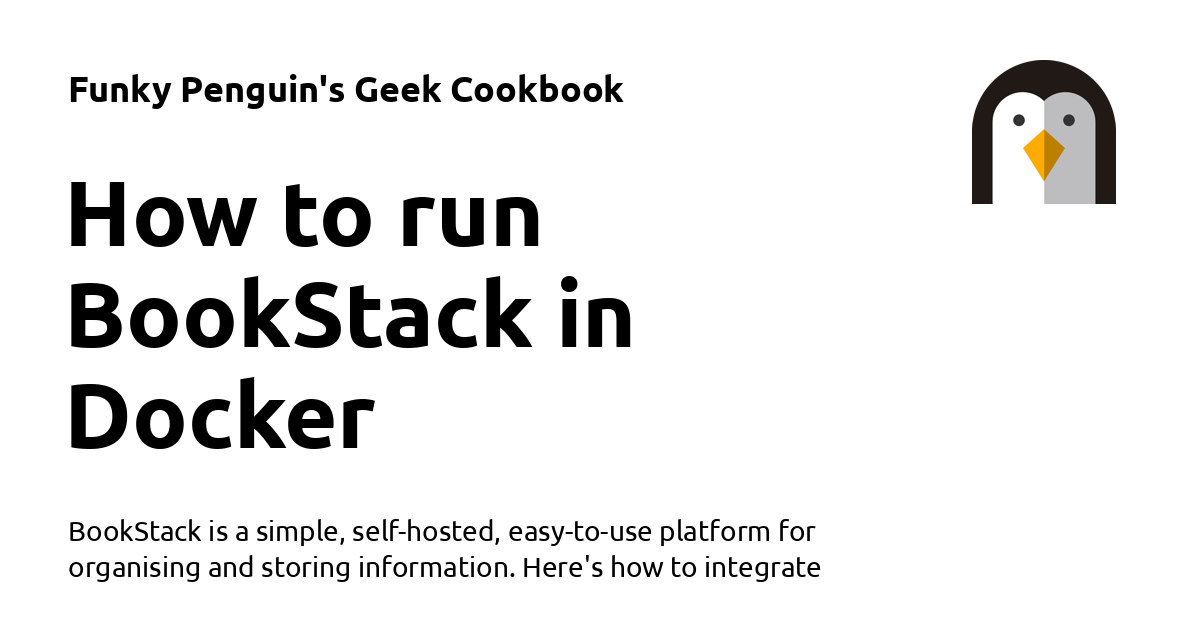 Funky Penguin's Geek Cookbook
How to run
BookStack in
Docker
BookStack is a simple, self-hosted, easy-to-use platform for
organising and storing information. Here's how to integrate